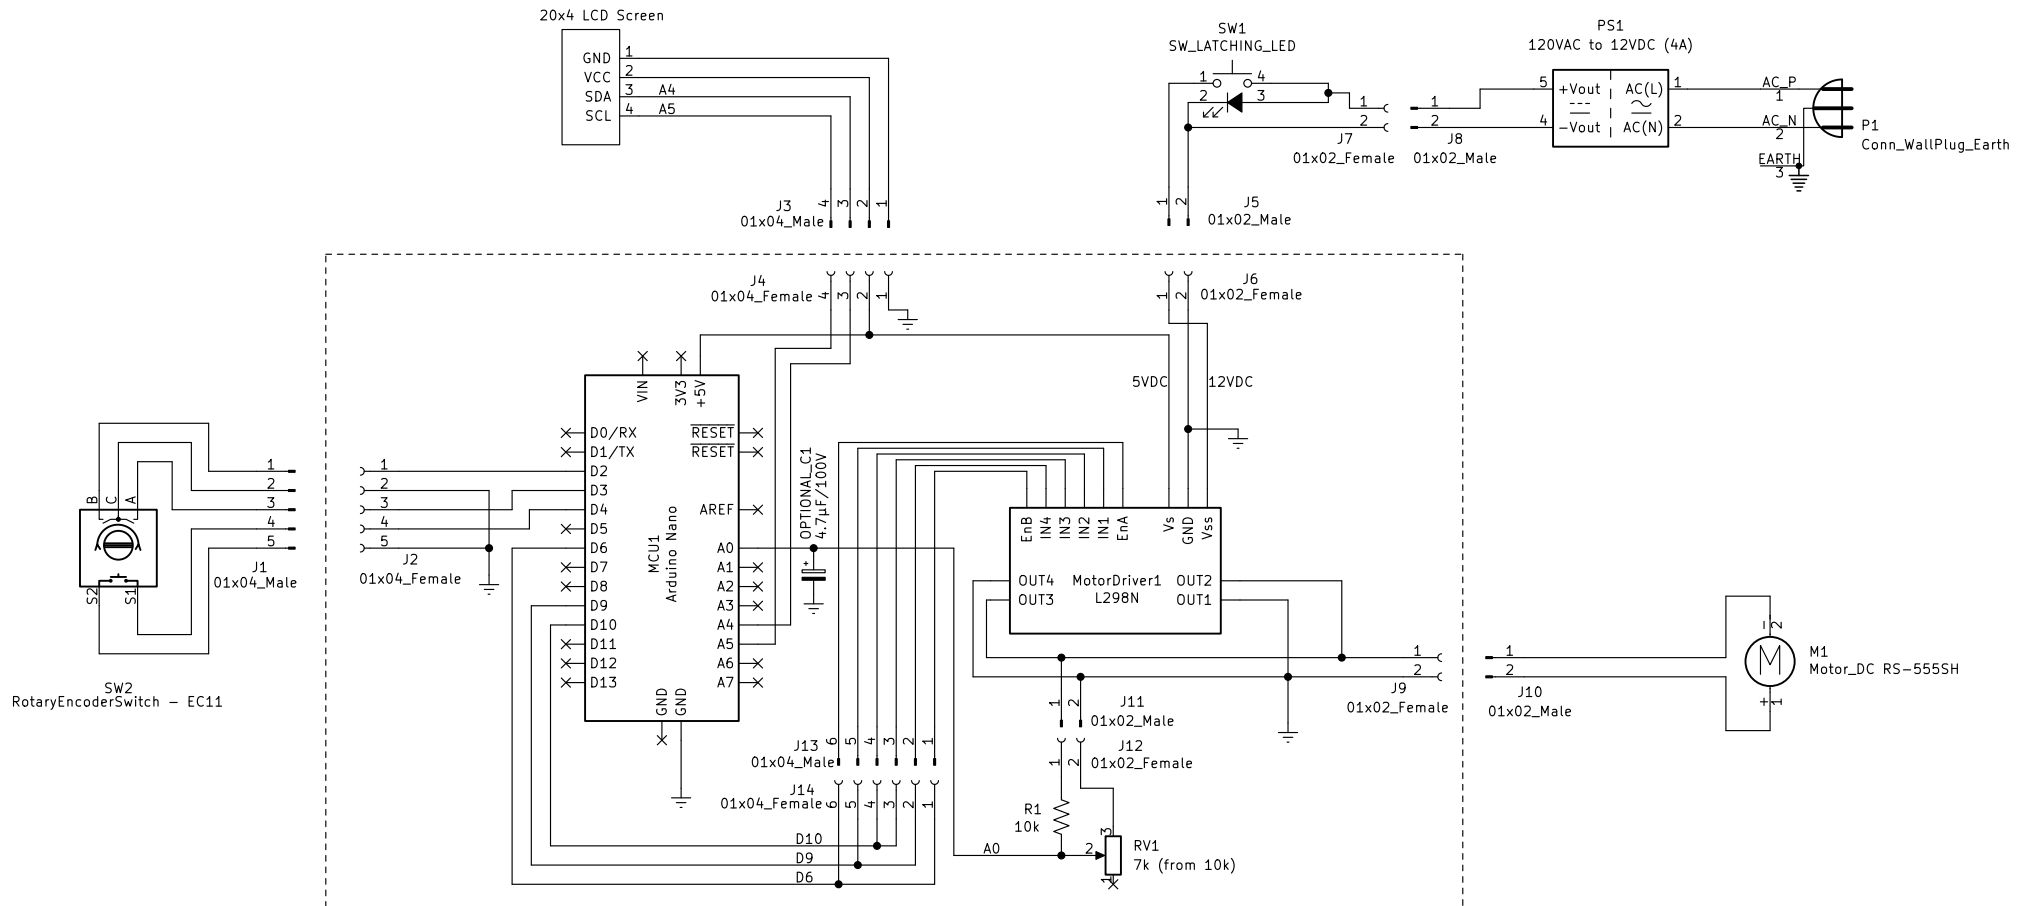 20x4 LCD Screen
GND 1
VCC 2
SDA 3 A4
SCL 4 A5
J3
01x04_Male
4 3 2 1
SW1
SW_LATCHING_LED
1 4
2 3
1
2
J7
01x02_Female
1
2
J8
01x02_Male
PS1
120VAC to 12VDC (4A)
5 +Vout AC(L) 1
4 -Vout AC(N) 2
AC_P
1
AC_N
2
EARTH
3
P1
Conn_WallPlug_Earth
1 2
J5
01x02_Male
J4
01x04_Female
4 3 2 1
1 2
J6
01x02_Female
5VDC
12VDC
B C A
S2 S1
SW2
RotaryEncoderSwitch - EC11
1
2
3
4
5
J1
01x04_Male
1
2
3
4
5
J2
01x04_Female
VIN
3V3
+5V
D0/RX
D1/TX
D2
D3
D4
D5
D6
D7
D8
D9
D10
D11
D12
D13
MCU1
Arduino Nano
RESET
RESET
AREF
A0
A1
A2
A3
A4
A5
A6
A7
GND
GND
OPTIONAL_C1
4.7µF/100V
+
EnB
IN4
IN3
IN2
IN1
EnA
Vs
GND
Vss
OUT4
OUT3
MotorDriver1
L298N
OUT2
OUT1
1
2
J9
01x02_Female
1
2
J10
01x02_Male
- 2
M
+ 1
M1
Motor_DC RS-555SH
1 2
J11
01x02_Male
J12
01x02_Female
1 2
J13
01x04_Male
6 5 4 3 2 1
J14
01x04_Female
6 5 4 3 2 1
D10
D9
D6
R1
10k
A0
2
3
1
RV1
7k (from 10k)